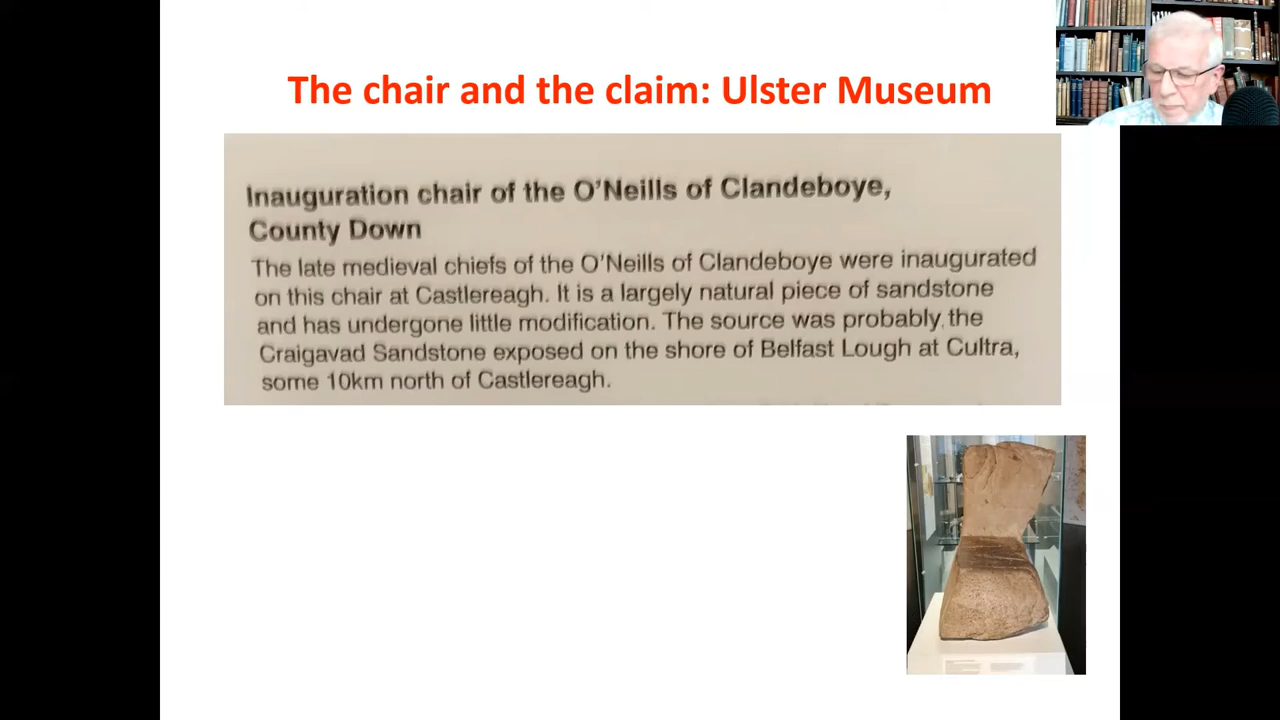 The chair and the claim: Ulster Museum
Inauguration chair of the O'Neills of Clandeboye,
County Down
The late medieval chiefs of the O'Neills of Clandeboye were inaugurated
on this chair at Castlereagh. It is a largely natural piece of sandstone
and has undergone little modification. The source was probably the
Craigavad Sandstone exposed on the shore of Belfast Lough at Cultra,
some 10km north of Castlereagh.